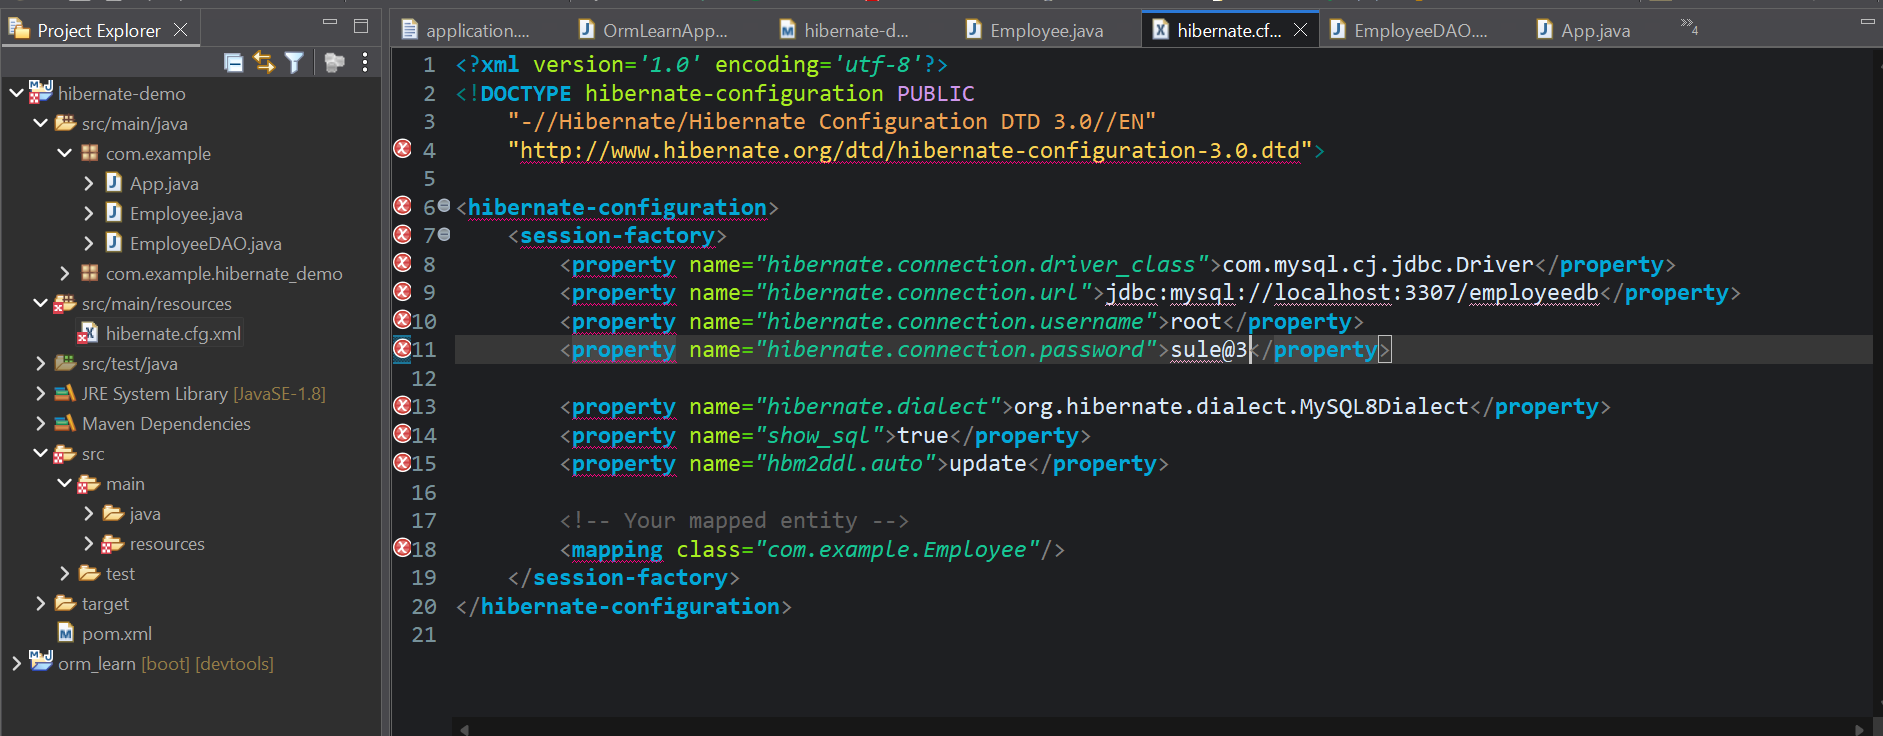 Project Explorer
hibernate-demo
src/main/java
com.example
App.java
Employee.java
EmployeeDAO.java
com.example.hibernate_demo
src/main/resources
hibernate.cfg.xml
src/test/java
JRE System Library [JavaSE-1.8]
Maven Dependencies
src
main
java
resources
test
target
pom.xml
orm_learn [boot] [devtools]
application....
OrmLearnApp...
hibernate-d...
Employee.java
hibernate.cf...
EmployeeDAO....
App.java
»4
1 <?xml version='1.0' encoding='utf-8'?>
2 <!DOCTYPE hibernate-configuration PUBLIC
3     "-//Hibernate/Hibernate Configuration DTD 3.0//EN"
4     "http://www.hibernate.org/dtd/hibernate-configuration-3.0.dtd">
5
6 <hibernate-configuration>
7     <session-factory>
8         <property name="hibernate.connection.driver_class">com.mysql.cj.jdbc.Driver</property>
9         <property name="hibernate.connection.url">jdbc:mysql://localhost:3307/employeedb</property>
10         <property name="hibernate.connection.username">root</property>
11         <property name="hibernate.connection.password">sule@3</property>
12
13         <property name="hibernate.dialect">org.hibernate.dialect.MySQL8Dialect</property>
14         <property name="show_sql">true</property>
15         <property name="hbm2ddl.auto">update</property>
16
17         <!-- Your mapped entity -->
18         <mapping class="com.example.Employee"/>
19     </session-factory>
20 </hibernate-configuration>
21